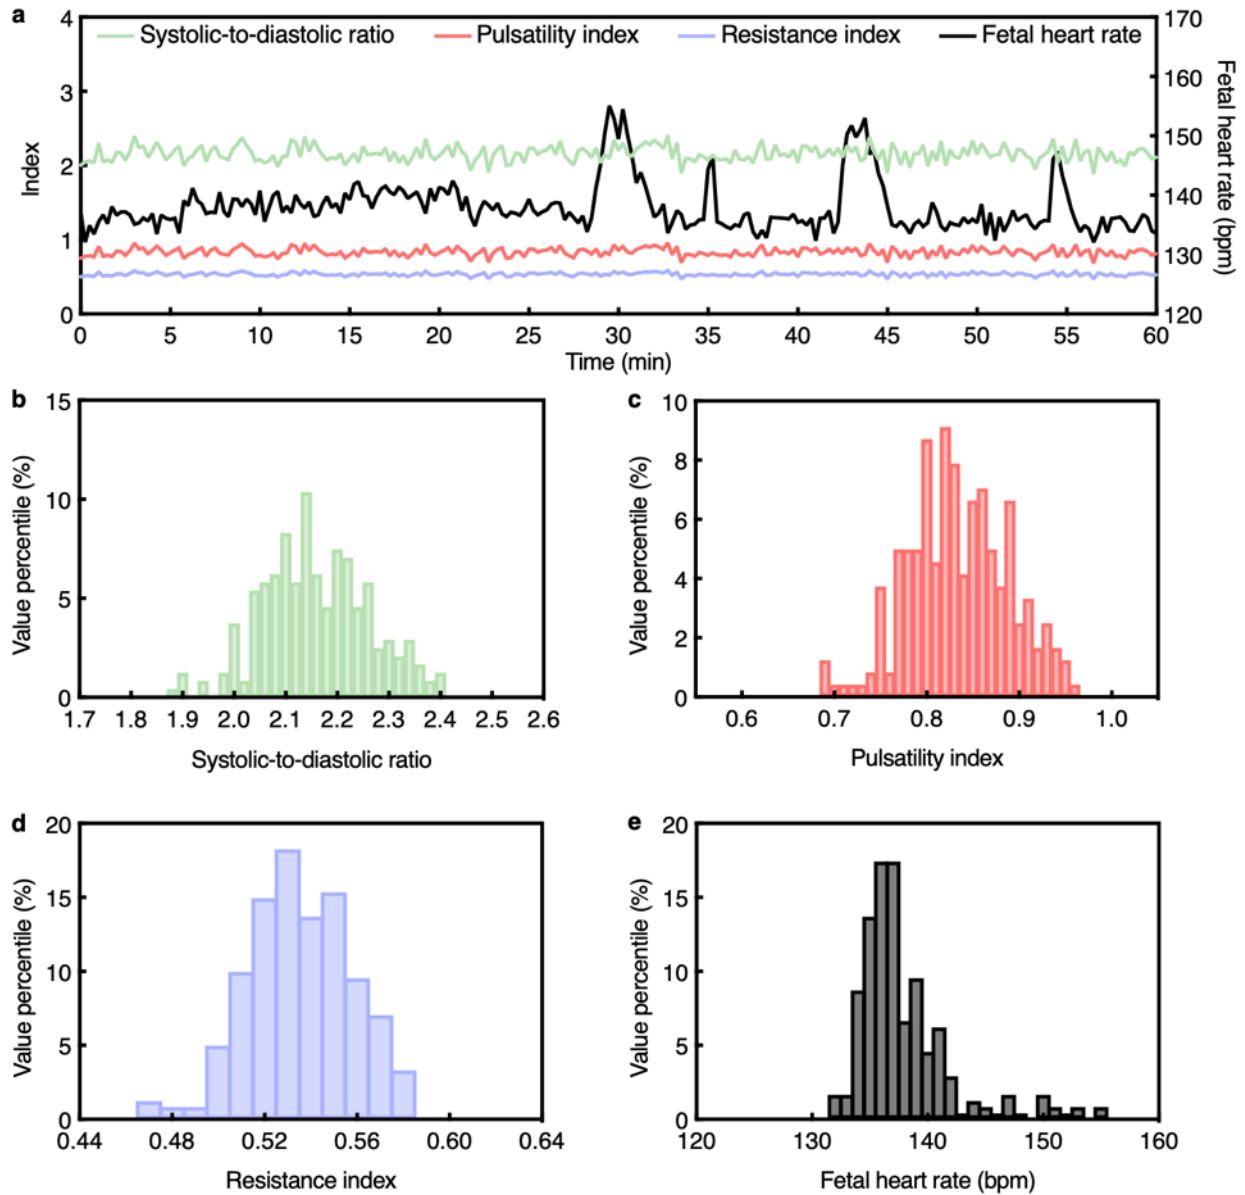 a
Systolic-to-diastolic ratio Pulsatility index Resistance index Fetal heart rate
4 3 2 1 0
Index
170 160 150 140 130 120
Fetal heart rate (bpm)
0 5 10 15 20 25 30 35 40 45 50 55 60
Time (min)
b
15 10 5 0
Value percentile (%)
1.7 1.8 1.9 2.0 2.1 2.2 2.3 2.4 2.5 2.6
Systolic-to-diastolic ratio
c
10 8 6 4 2 0
Value percentile (%)
0.6 0.7 0.8 0.9 1.0
Pulsatility index
d
20 15 10 5 0
Value percentile (%)
0.44 0.48 0.52 0.56 0.60 0.64
Resistance index
e
20 15 10 5 0
Value percentile (%)
120 130 140 150 160
Fetal heart rate (bpm)